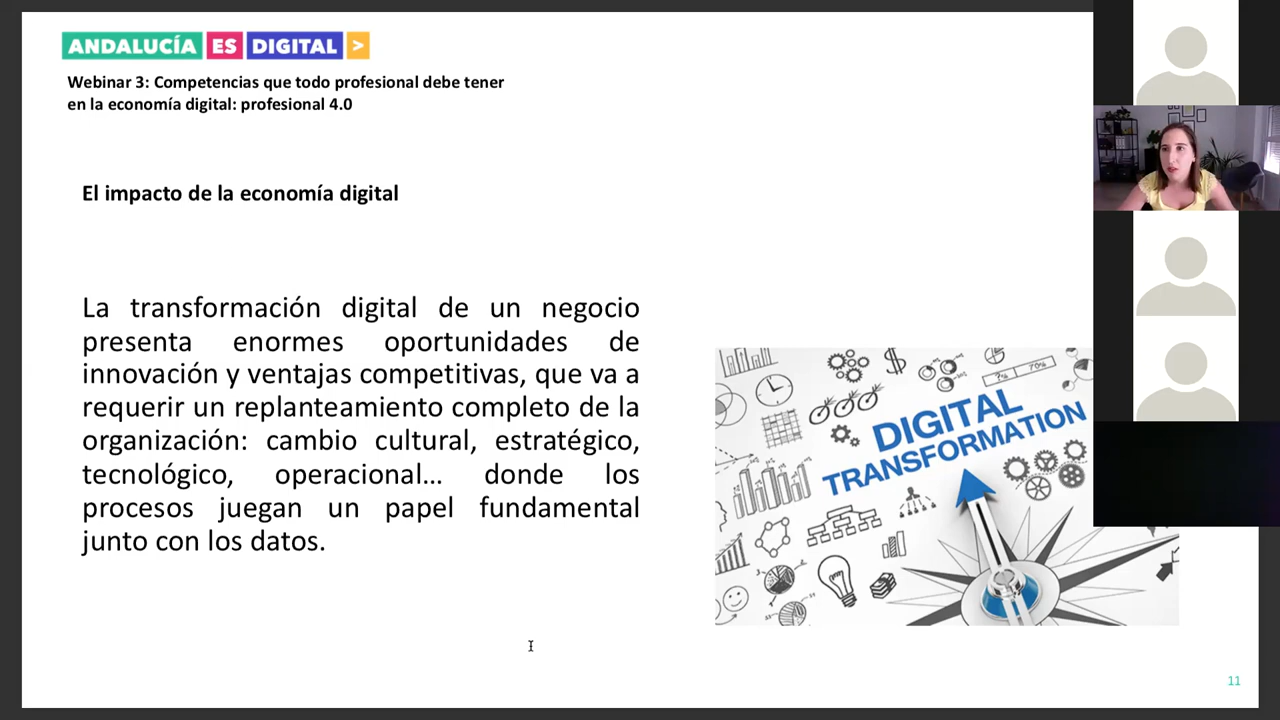 ANDALUCÍA ES DIGITAL >
Webinar 3: Competencias que todo profesional debe tener
en la economía digital: profesional 4.0
El impacto de la economía digital
La transformación digital de un negocio
presenta enormes oportunidades de
innovación y ventajas competitivas, que va a
requerir un replanteamiento completo de la
organización: cambio cultural, estratégico,
tecnológico, operacional... donde los
procesos juegan un papel fundamental
junto con los datos.
$
70%
DIGITAL
TRANSFORMATION
11